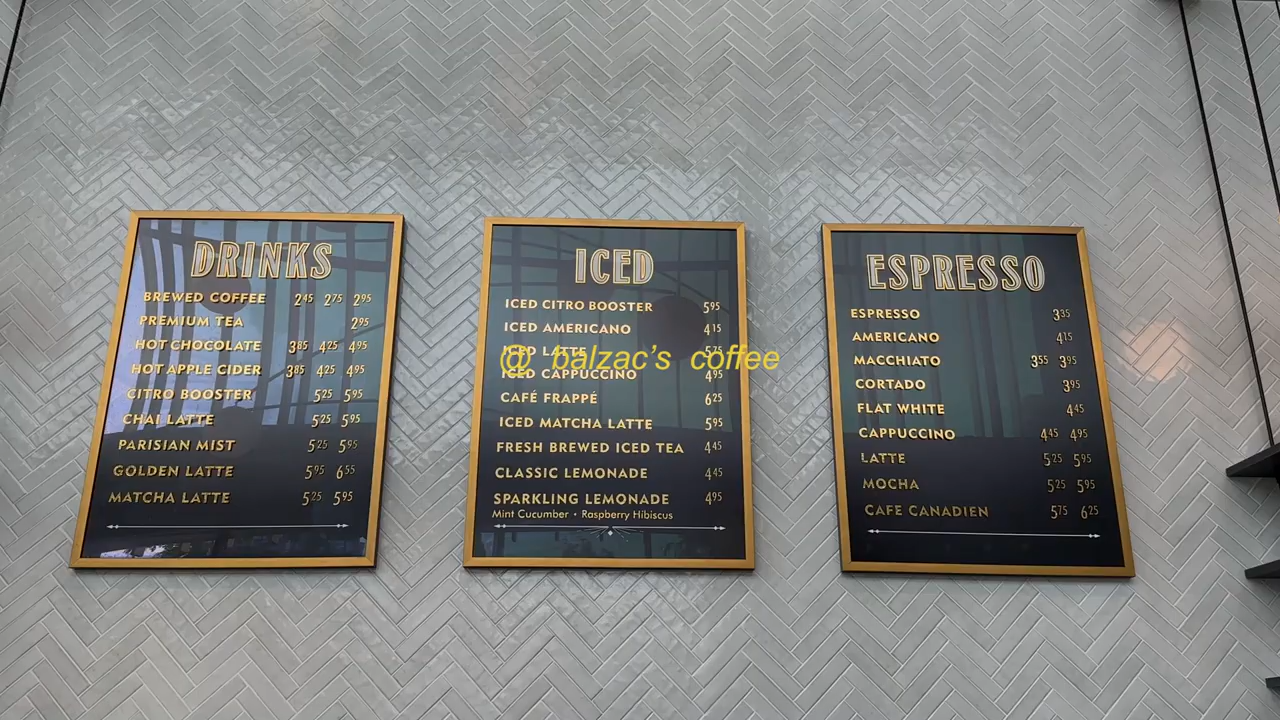 DRINKS
BREWED COFFEE 2.45 2.75 2.95
PREMIUM TEA 2.95
HOT CHOCOLATE 3.85 4.25 4.95
HOT APPLE CIDER 3.85 4.25 4.95
CITRO BOOSTER 5.25 5.95
CHAI LATTE 5.25 5.95
PARISIAN MIST 5.25 5.95
GOLDEN LATTE 5.95 6.55
MATCHA LATTE 5.25 5.95
ICED
ICED CITRO BOOSTER 5.95
ICED AMERICANO 4.15
ICED LATTE 5.75
@ balzac’s coffee
ICED CAPPUCCINO 4.95
CAFÉ FRAPPÉ 6.25
ICED MATCHA LATTE 5.95
FRESH BREWED ICED TEA 4.45
CLASSIC LEMONADE 4.45
SPARKLING LEMONADE 4.95
Mint Cucumber • Raspberry Hibiscus
ESPRESSO
ESPRESSO 3.35
AMERICANO 4.15
MACCHIATO 3.55 3.95
CORTADO 3.95
FLAT WHITE 4.45
CAPPUCCINO 4.45 4.95
LATTE 5.25 5.95
MOCHA 5.25 5.95
CAFE CANADIEN 5.75 6.25